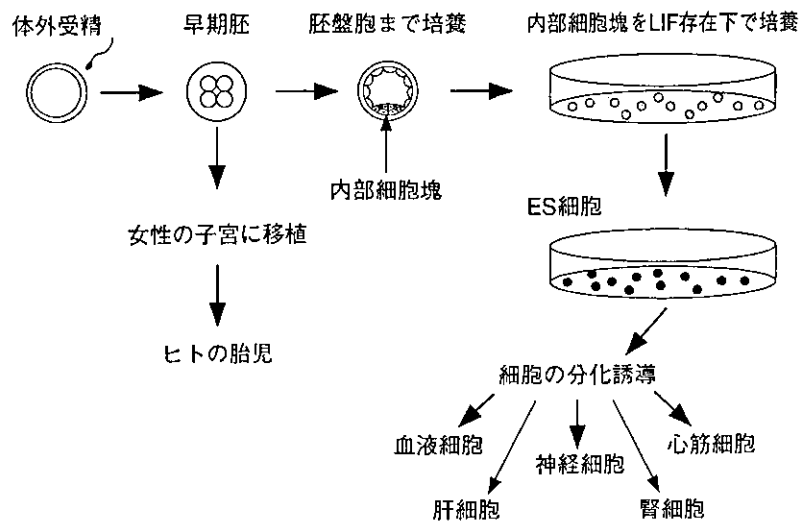 体外受精
早期胚
胚盤胞まで培養
内部細胞塊をLIF存在下で培養
内部細胞塊
ES細胞
女性の子宮に移植
ヒトの胎児
細胞の分化誘導
血液細胞
神経細胞
心筋細胞
肝細胞
腎細胞